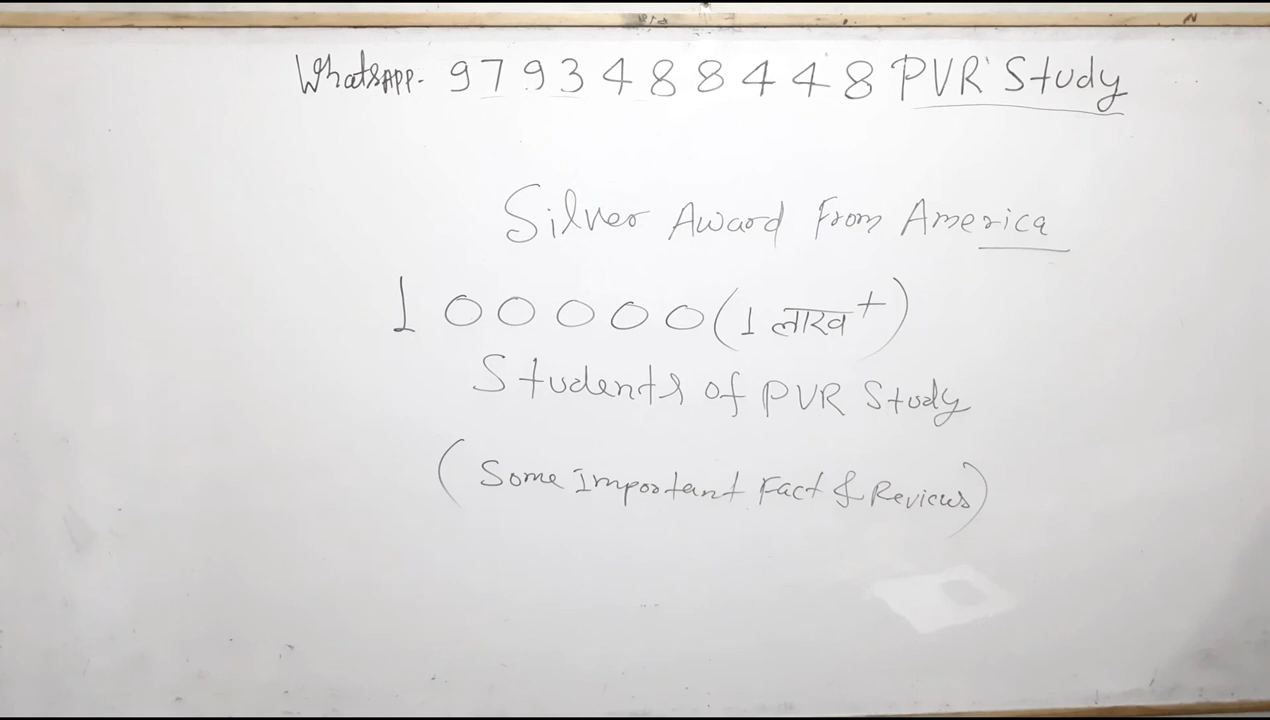 WhatsAPP- 9793488448 PVR Study
Silver Award From America
100000 (1 लाख+)
Students of PVR Study
(Some Important Fact & Reviews)